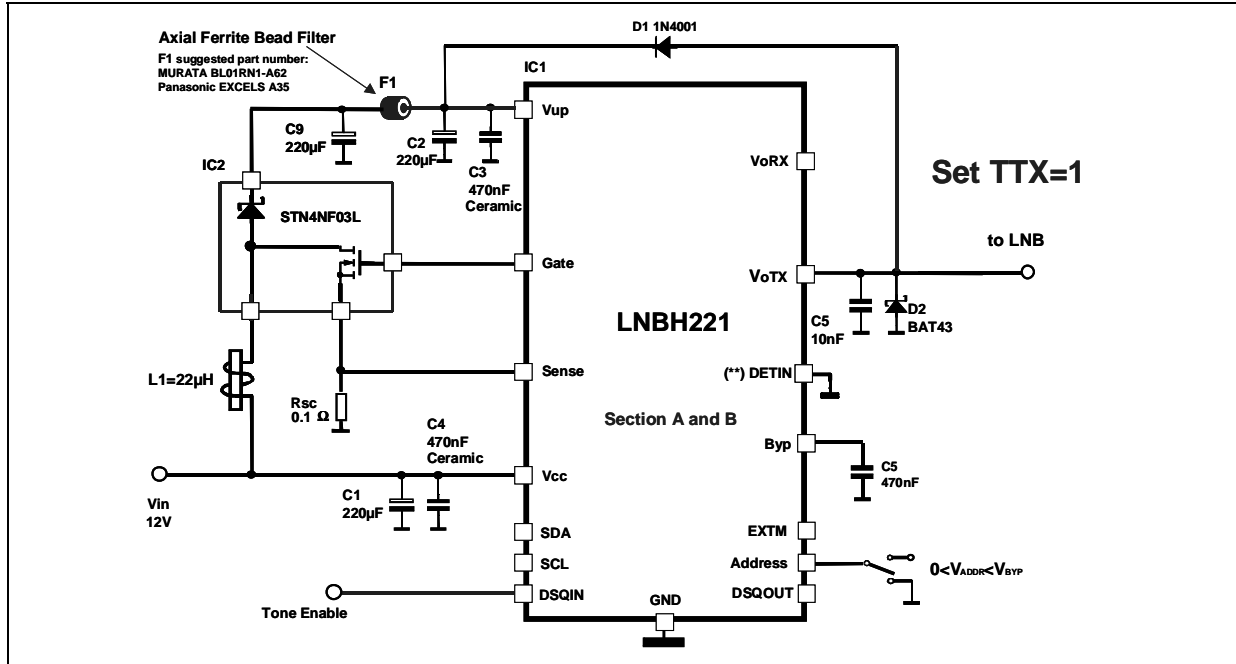 D1 1N4001
Axial Ferrite Bead Filter
F1 suggested part number:
MURATA BL01RN1-A62
Panasonic EXCELS A35
F1
IC1
Vup
C9
220µF
C2
220µF
C3
470nF
Ceramic
IC2
STN4NF03L
VoRX
Set TTX=1
to LNB
Gate
VoTX
LNBH221
C5
10nF
D2
BAT43
L1=22µH
Sense
(**) DETIN
Rsc
0.1 Ω
Section A and B
C4
470nF
Ceramic
Byp
C5
470nF
Vcc
Vin
12V
C1
220µF
SDA
EXTM
SCL
Address
0<VADDR<VBYP
DSQIN
DSQOUT
Tone Enable
GND